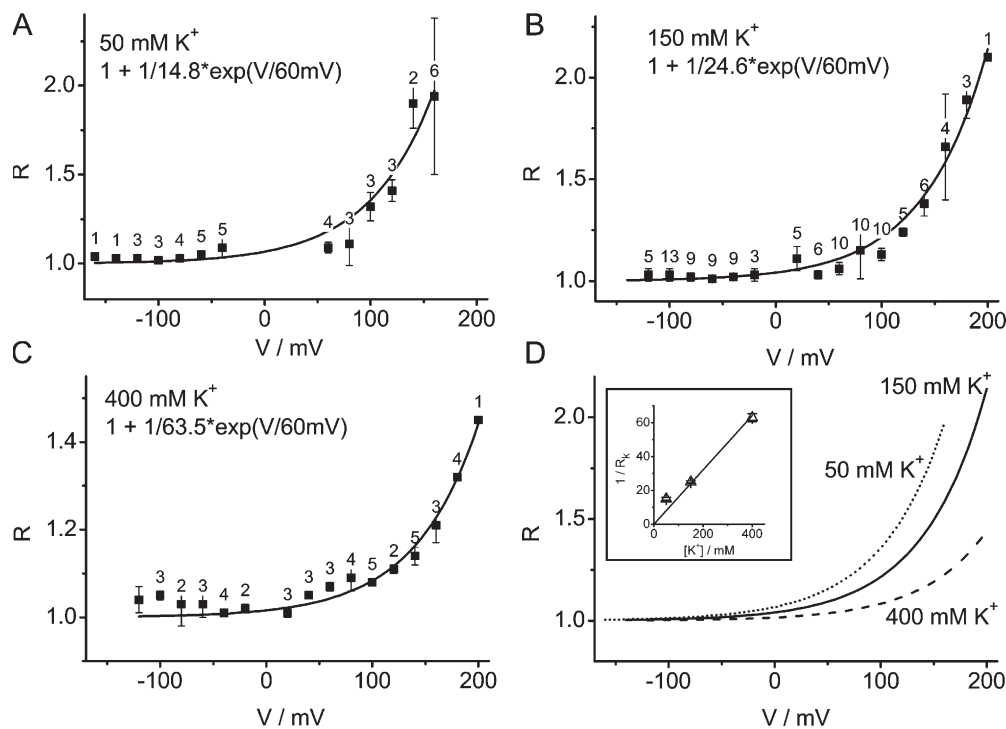 A
50 mM K+
1 + 1/14.8*exp(V/60mV)
R
2.0
1.5
1.0
1 1 3 3 4 5 5 4 3 3 3 2 6
-100 0 100 200
V / mV
B
150 mM K+
1 + 1/24.6*exp(V/60mV)
R
2.0
1.5
1.0
5 13 9 9 9 3 5 6 10 10 10 5 6 4 3 1
-100 0 100 200
V / mV
C
400 mM K+
1 + 1/63.5*exp(V/60mV)
R
1.4
1.2
1.0
3 2 3 4 2 3 3 3 4 5 2 5 3 4 1
-100 0 100 200
V / mV
D
150 mM K+
50 mM K+
400 mM K+
R
2.0
1.5
1.0
-100 0 100 200
V / mV
1 / Rk
60
40
20
0
0 200 400
[K+] / mM